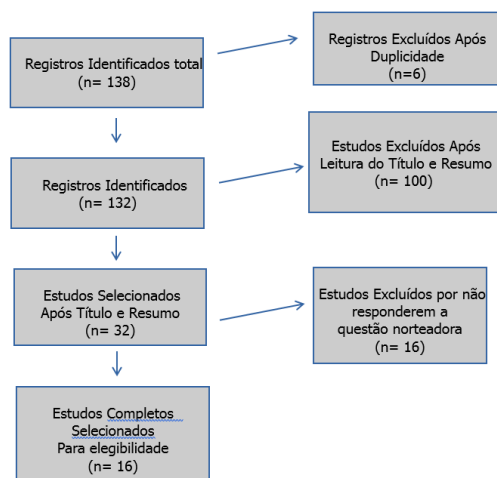 Registros Identificados total
(n= 138)
Registros Excluídos Após
Duplicidade
(n=6)
Registros Identificados
(n= 132)
Estudos Excluídos Após
Leitura do Título e Resumo
(n= 100)
Estudos Selecionados
Após Título e Resumo
(n= 32)
Estudos Excluídos por não
responderem a
questão norteadora
(n= 16)
Estudos Completos
Selecionados
Para elegibilidade
(n= 16)